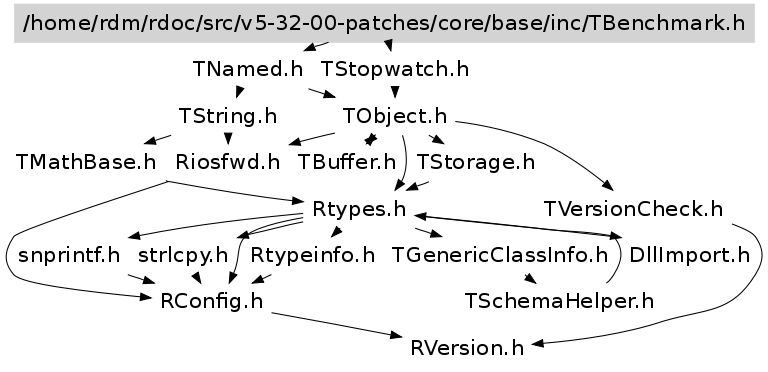 /home/rdm/rdoc/src/v5-32-00-patches/core/base/inc/TBenchmark.h
TNamed.h TStopwatch.h
TString.h TObject.h
TMathBase.h Riosfwd.h TBuffer.h TStorage.h
Rtypes.h TVersionCheck.h
snprintf.h strlcpy.h Rtypeinfo.h TGenericClassInfo.h DllImport.h
RConfig.h TSchemaHelper.h
RVersion.h